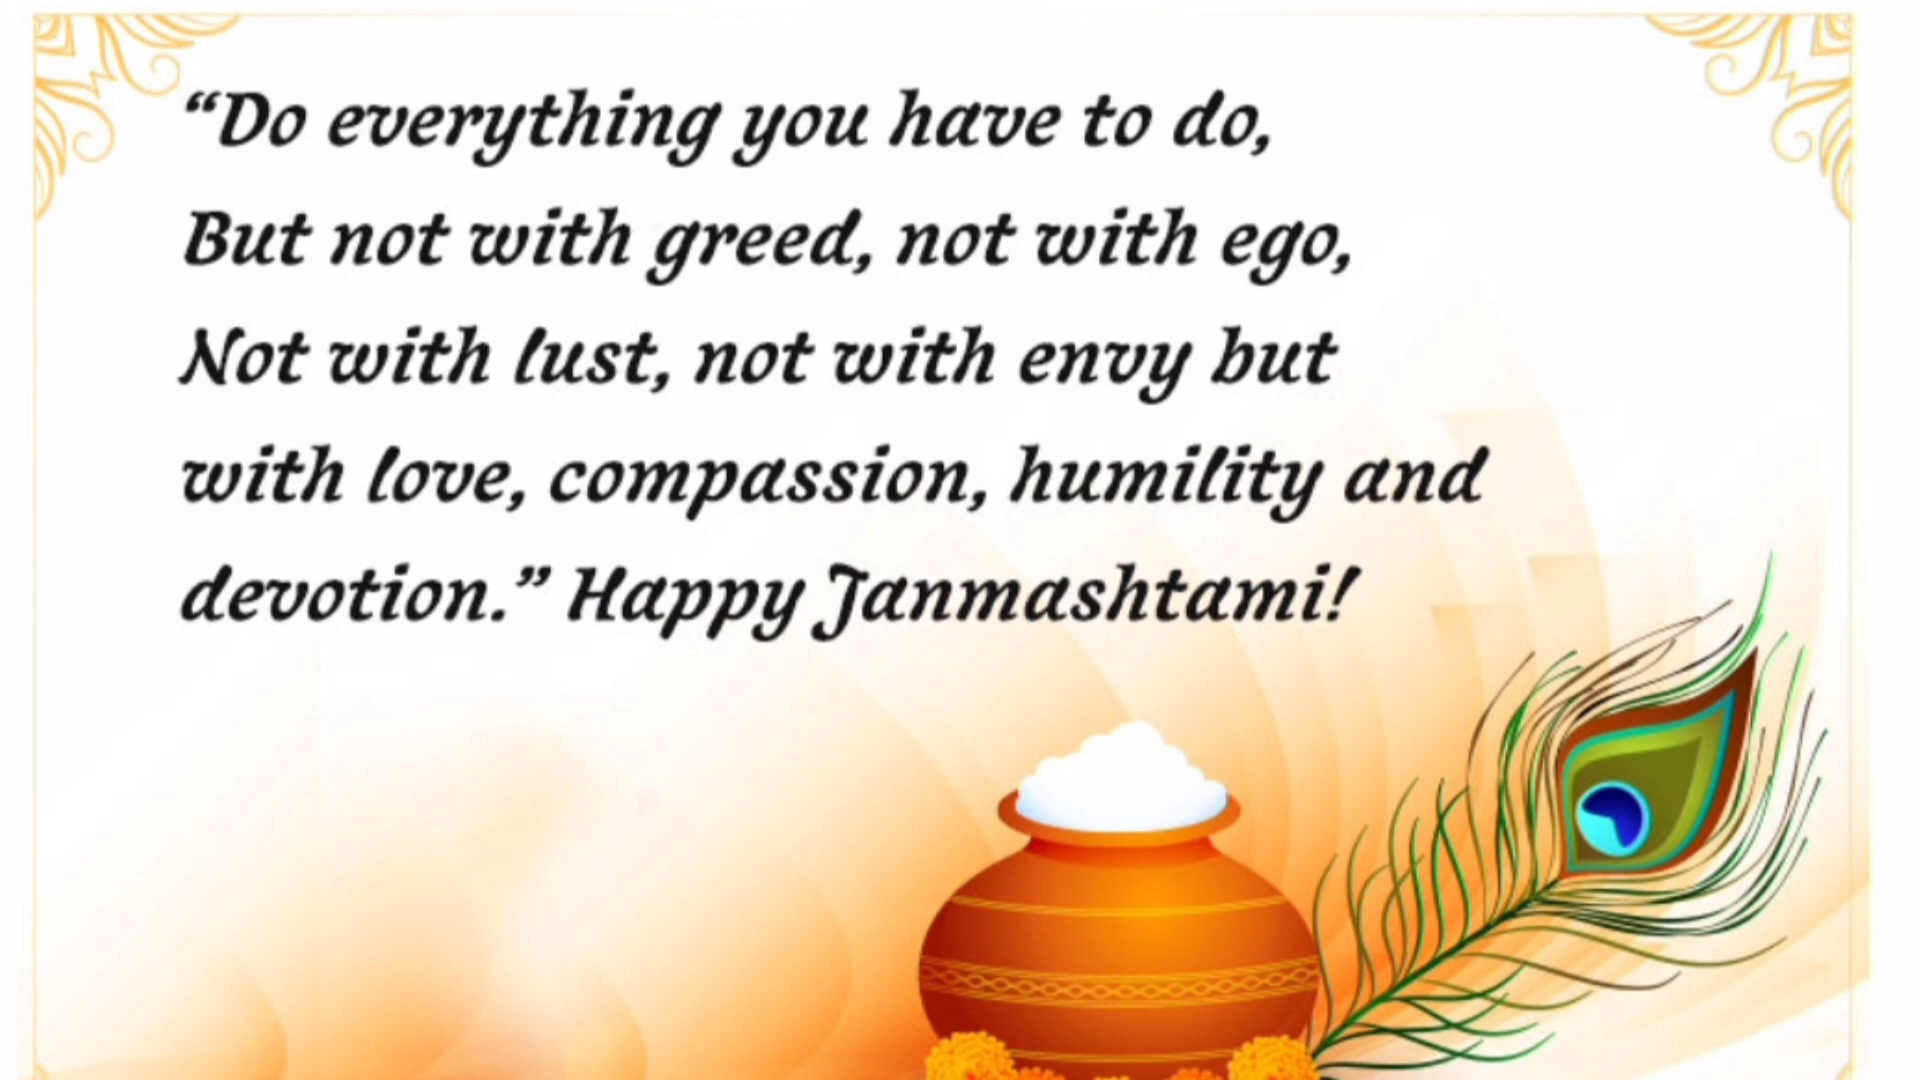 “Do everything you have to do,
But not with greed, not with ego,
Not with lust, not with envy but
with love, compassion, humility and
devotion.” Happy Janmashtami!